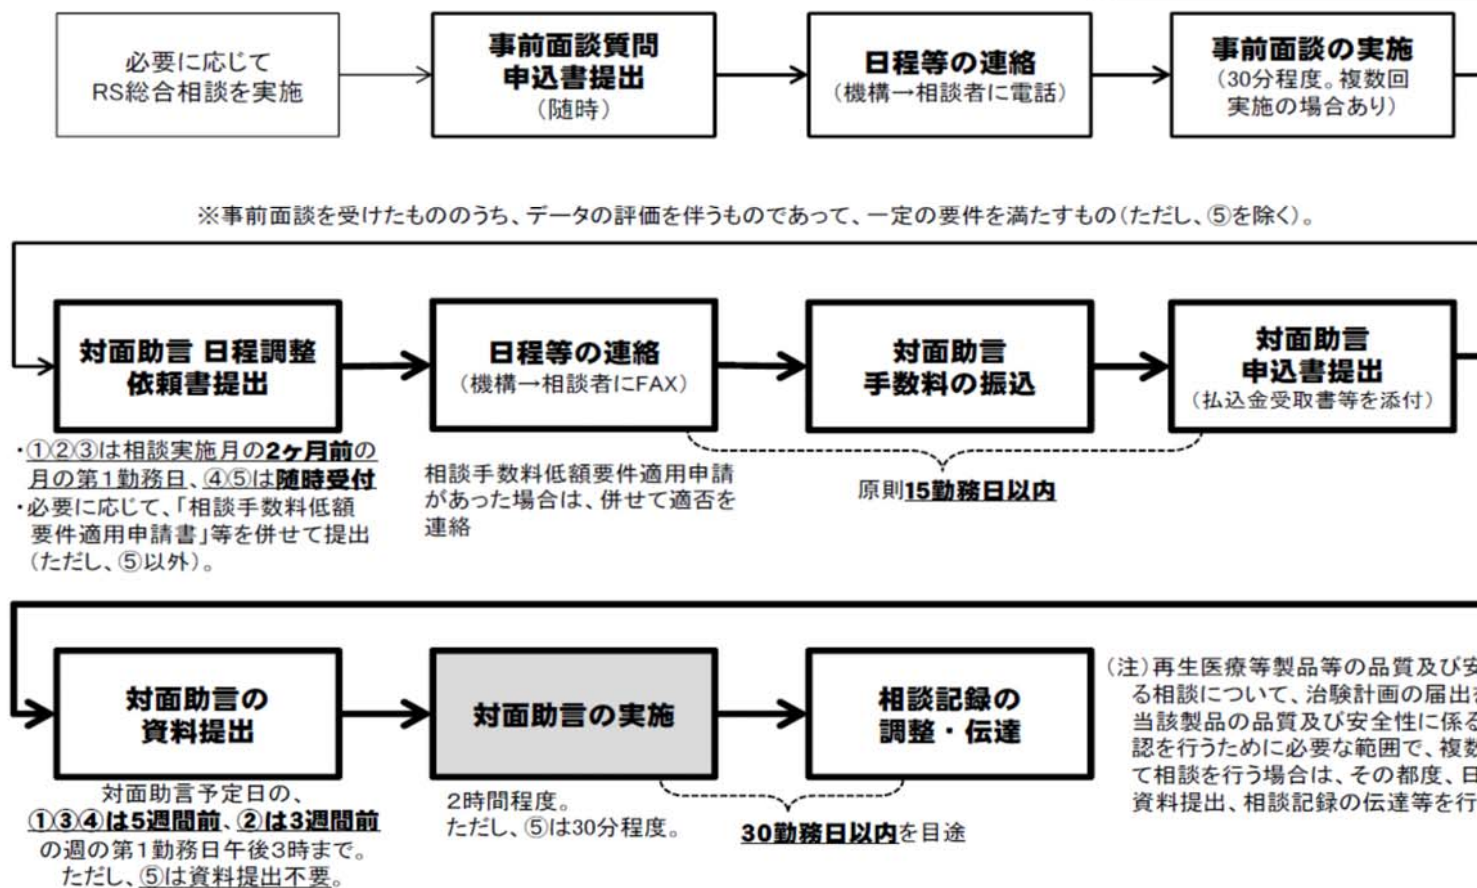 必要に応じて
RS総合相談を実施
事前面談質問
申込書提出
(随時)
日程等の連絡
(機構→相談者に電話)
事前面談の実施
(30分程度。複数回
実施の場合あり)
※事前面談を受けたもののうち、データの評価を伴うものであって、一定の要件を満たすもの(ただし、⑤を除く)。
対面助言 日程調整
依頼書提出
日程等の連絡
(機構→相談者にFAX)
対面助言
手数料の振込
対面助言
申込書提出
(払込金受取書等を添付)
・①②③は相談実施月の2ヶ月前の
月の第1勤務日、④⑤は随時受付
・必要に応じて、「相談手数料低額
要件適用申請書」等を併せて提出
(ただし、⑤以外)。
相談手数料低額要件適用申請
があった場合は、併せて適否を
連絡
原則15勤務日以内
対面助言の
資料提出
対面助言の実施
相談記録の
調整・伝達
対面助言予定日の、
①③④は5週間前、②は3週間前
の週の第1勤務日午後3時まで。
ただし、⑤は資料提出不要。
2時間程度。
ただし、⑤は30分程度。
30勤務日以内を目途
(注)再生医療等製品等の品質及び安
る相談について、治験計画の届出
当該製品の品質及び安全性に係る
認を行うために必要な範囲で、複数
て相談を行う場合は、その都度、日
資料提出、相談記録の伝達等を行